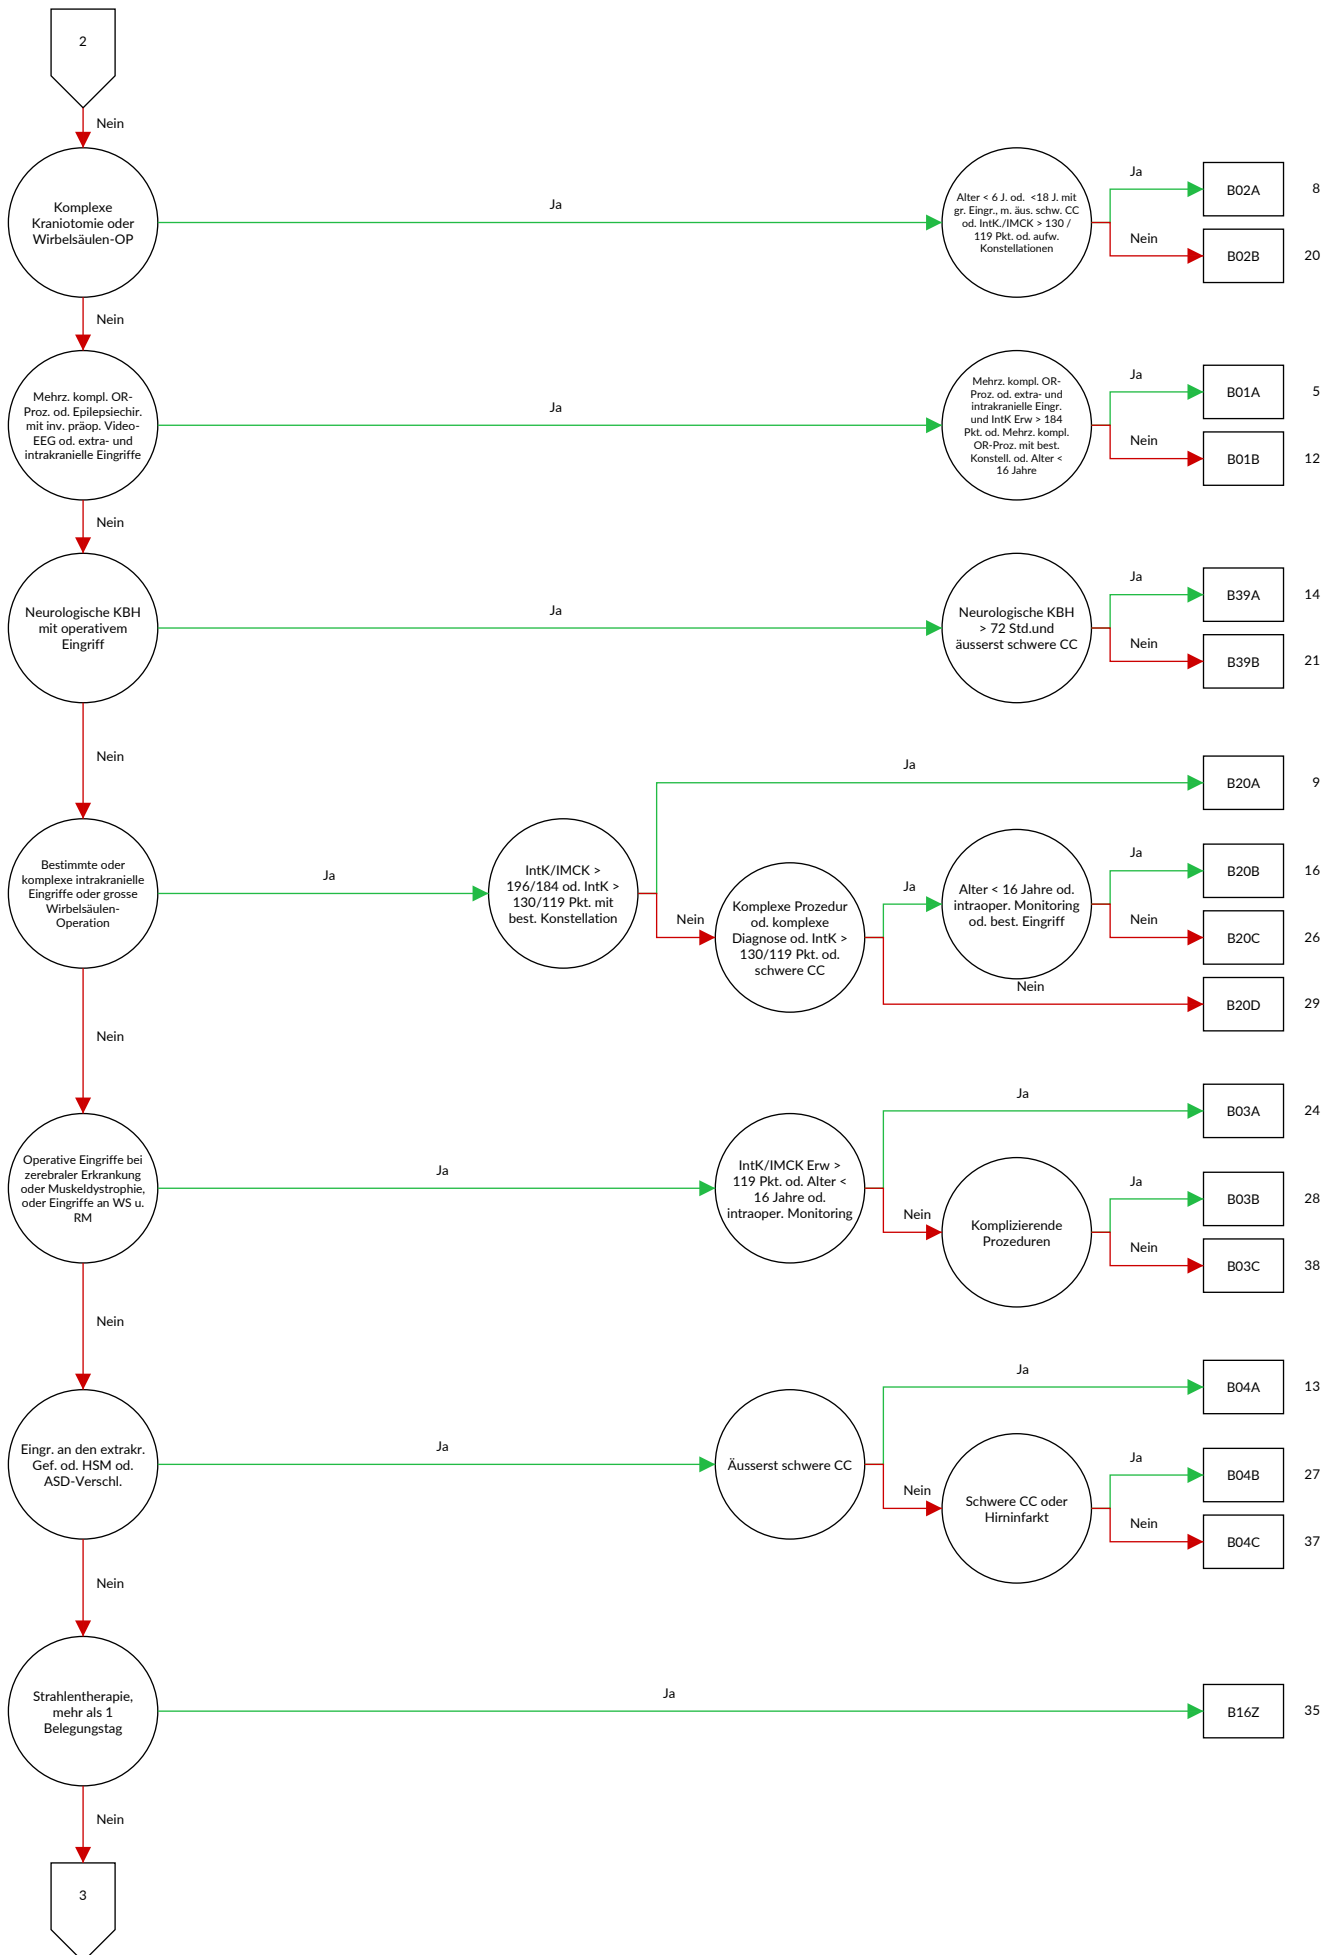 2
Nein
Komplexe
Kraniotomie oder
Wirbelsäulen-OP
Ja
Alter < 6 J. od. <18 J. mit
gr. Eingr., m. äus. schw. CC
od. IntK./IMCK > 130 /
119 Pkt. od. aufw.
Konstellationen
Ja
B02A
8
Nein
B02B
20
Nein
Mehrz. kompl. OR-
Proz. od. Epilepsiechir.
mit inv. präop. Video-
EEG od. extra- und
intrakranielle Eingriffe
Ja
Mehrz. kompl. OR-
Proz. od. extra- und
intrakranielle Eingr.
und IntK Erw > 184
Pkt. od. Mehrz. kompl.
OR-Proz. mit best.
Konstell. od. Alter <
16 Jahre
Ja
B01A
5
Nein
B01B
12
Nein
Neurologische KBH
mit operativem
Eingriff
Ja
Neurologische KBH
> 72 Std.und
äusserst schwere CC
Ja
B39A
14
Nein
B39B
21
Nein
Bestimmte oder
komplexe intrakranielle
Eingriffe oder grosse
Wirbelsäulen-
Operation
Ja
IntK/IMCK >
196/184 od. IntK >
130/119 Pkt. mit
best. Konstellation
Ja
B20A
9
Nein
Komplexe Prozedur
od. komplexe
Diagnose od. IntK >
130/119 Pkt. od.
schwere CC
Ja
Alter < 16 Jahre od.
intraoper. Monitoring
od. best. Eingriff
Ja
B20B
16
Nein
B20C
26
Nein
B20D
29
Nein
Operative Eingriffe bei
zerebraler Erkrankung
oder Muskeldystrophie,
oder Eingriffe an WS u.
RM
Ja
IntK/IMCK Erw >
119 Pkt. od. Alter <
16 Jahre od.
intraoper. Monitoring
Ja
B03A
24
Nein
Komplizierende
Prozeduren
Ja
B03B
28
Nein
B03C
38
Nein
Eingr. an den extrakr.
Gef. od. HSM od.
ASD-Verschl.
Ja
Äusserst schwere CC
Ja
B04A
13
Nein
Schwere CC oder
Hirninfarkt
Ja
B04B
27
Nein
B04C
37
Nein
Strahlentherapie,
mehr als 1
Belegungstag
Ja
B16Z
35
Nein
3